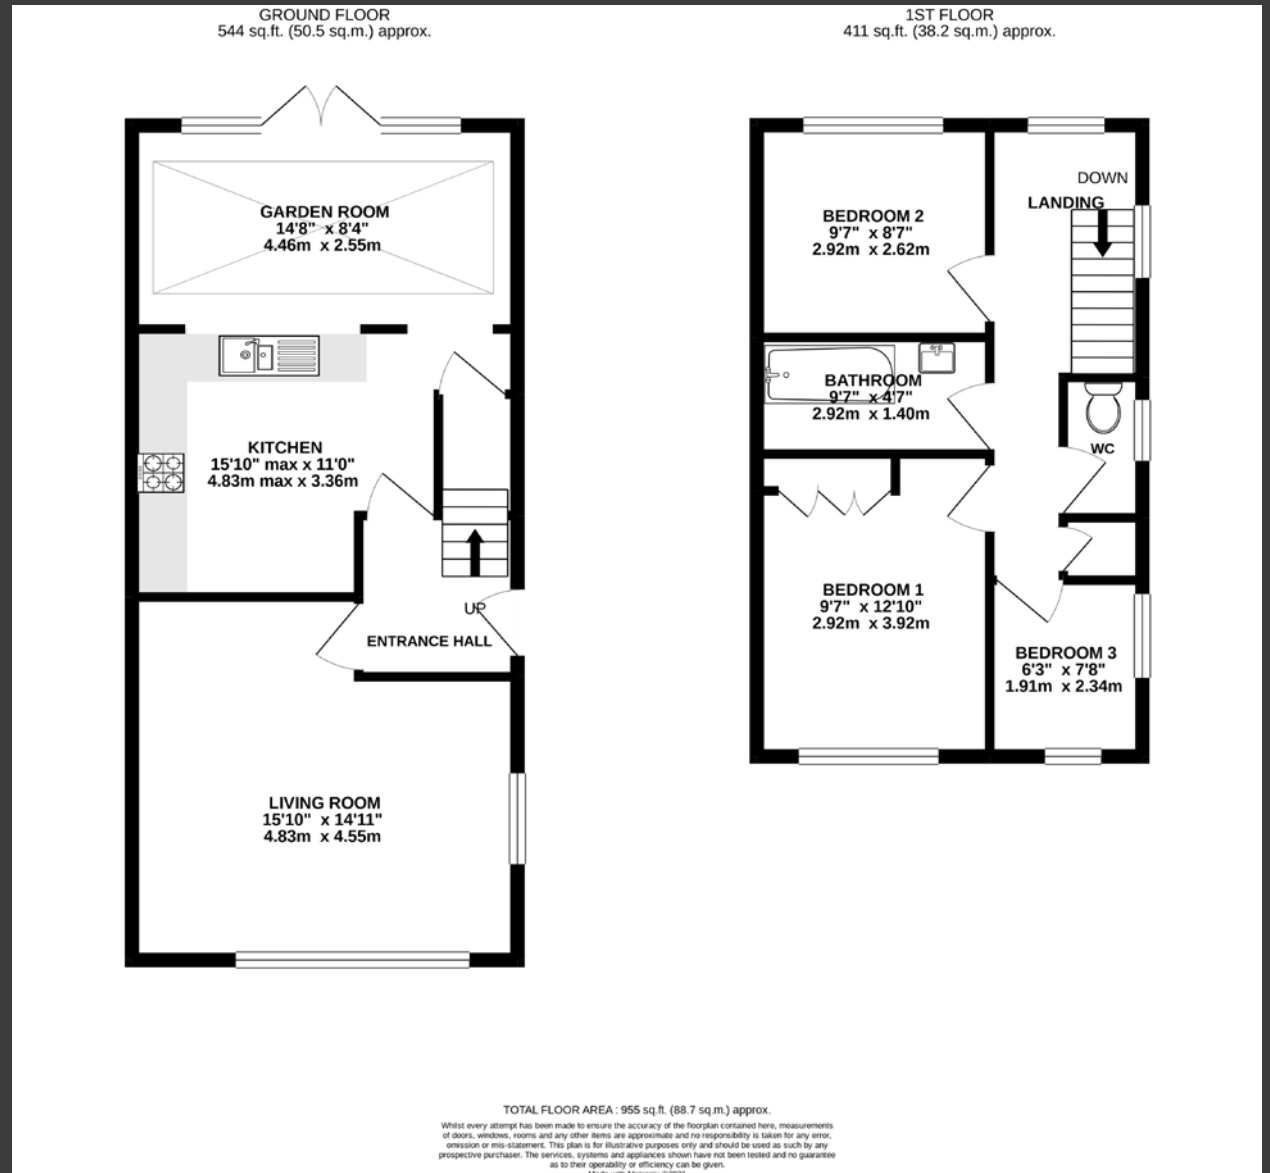 GROUND FLOOR
544 sq.ft. (50.5 sq.m.) approx.
1ST FLOOR
411 sq.ft. (38.2 sq.m.) approx.
GARDEN ROOM
14'8" x 8'4"
4.46m x 2.55m
KITCHEN
15'10" max x 11'0"
4.83m max x 3.36m
UP
ENTRANCE HALL
LIVING ROOM
15'10" x 14'11"
4.83m x 4.55m
DOWN
LANDING
BEDROOM 2
9'7" x 8'7"
2.92m x 2.62m
BATHROOM
9'7" x 4'7"
2.92m x 1.40m
WC
BEDROOM 1
9'7" x 12'10"
2.92m x 3.92m
BEDROOM 3
6'3" x 7'8"
1.91m x 2.34m
TOTAL FLOOR AREA : 955 sq.ft. (88.7 sq.m.) approx.
Whilst every attempt has been made to ensure the accuracy of the floorplan contained here, measurements
of doors, windows, rooms and any other items are approximate and no responsibility is taken for any error,
omission or mis-statement. This plan is for illustrative purposes only and should be used as such by any
prospective purchaser. The services, systems and appliances shown have not been tested and no guarantee
as to their operability or efficiency can be given.
Made with Metropix